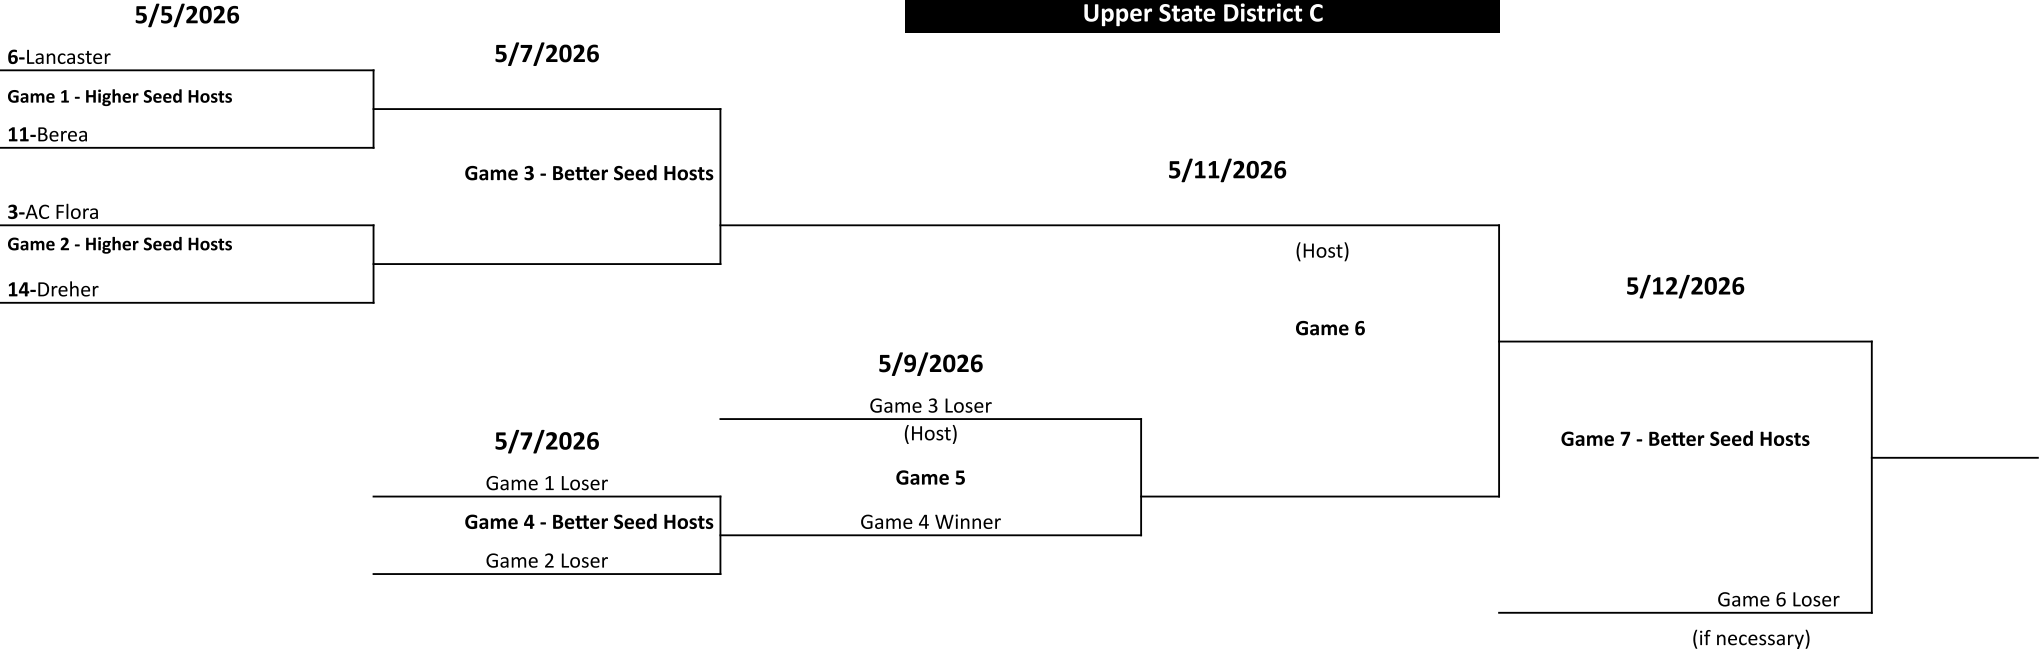 5/5/2026
Upper State District C
6-Lancaster
5/7/2026
Game 1 - Higher Seed Hosts
11-Berea
Game 3 - Better Seed Hosts
5/11/2026
3-AC Flora
Game 2 - Higher Seed Hosts
(Host)
14-Dreher
5/12/2026
Game 6
5/9/2026
Game 3 Loser
(Host)
5/7/2026
Game 7 - Better Seed Hosts
Game 5
Game 1 Loser
Game 4 - Better Seed Hosts
Game 4 Winner
Game 2 Loser
Game 6 Loser
(if necessary)